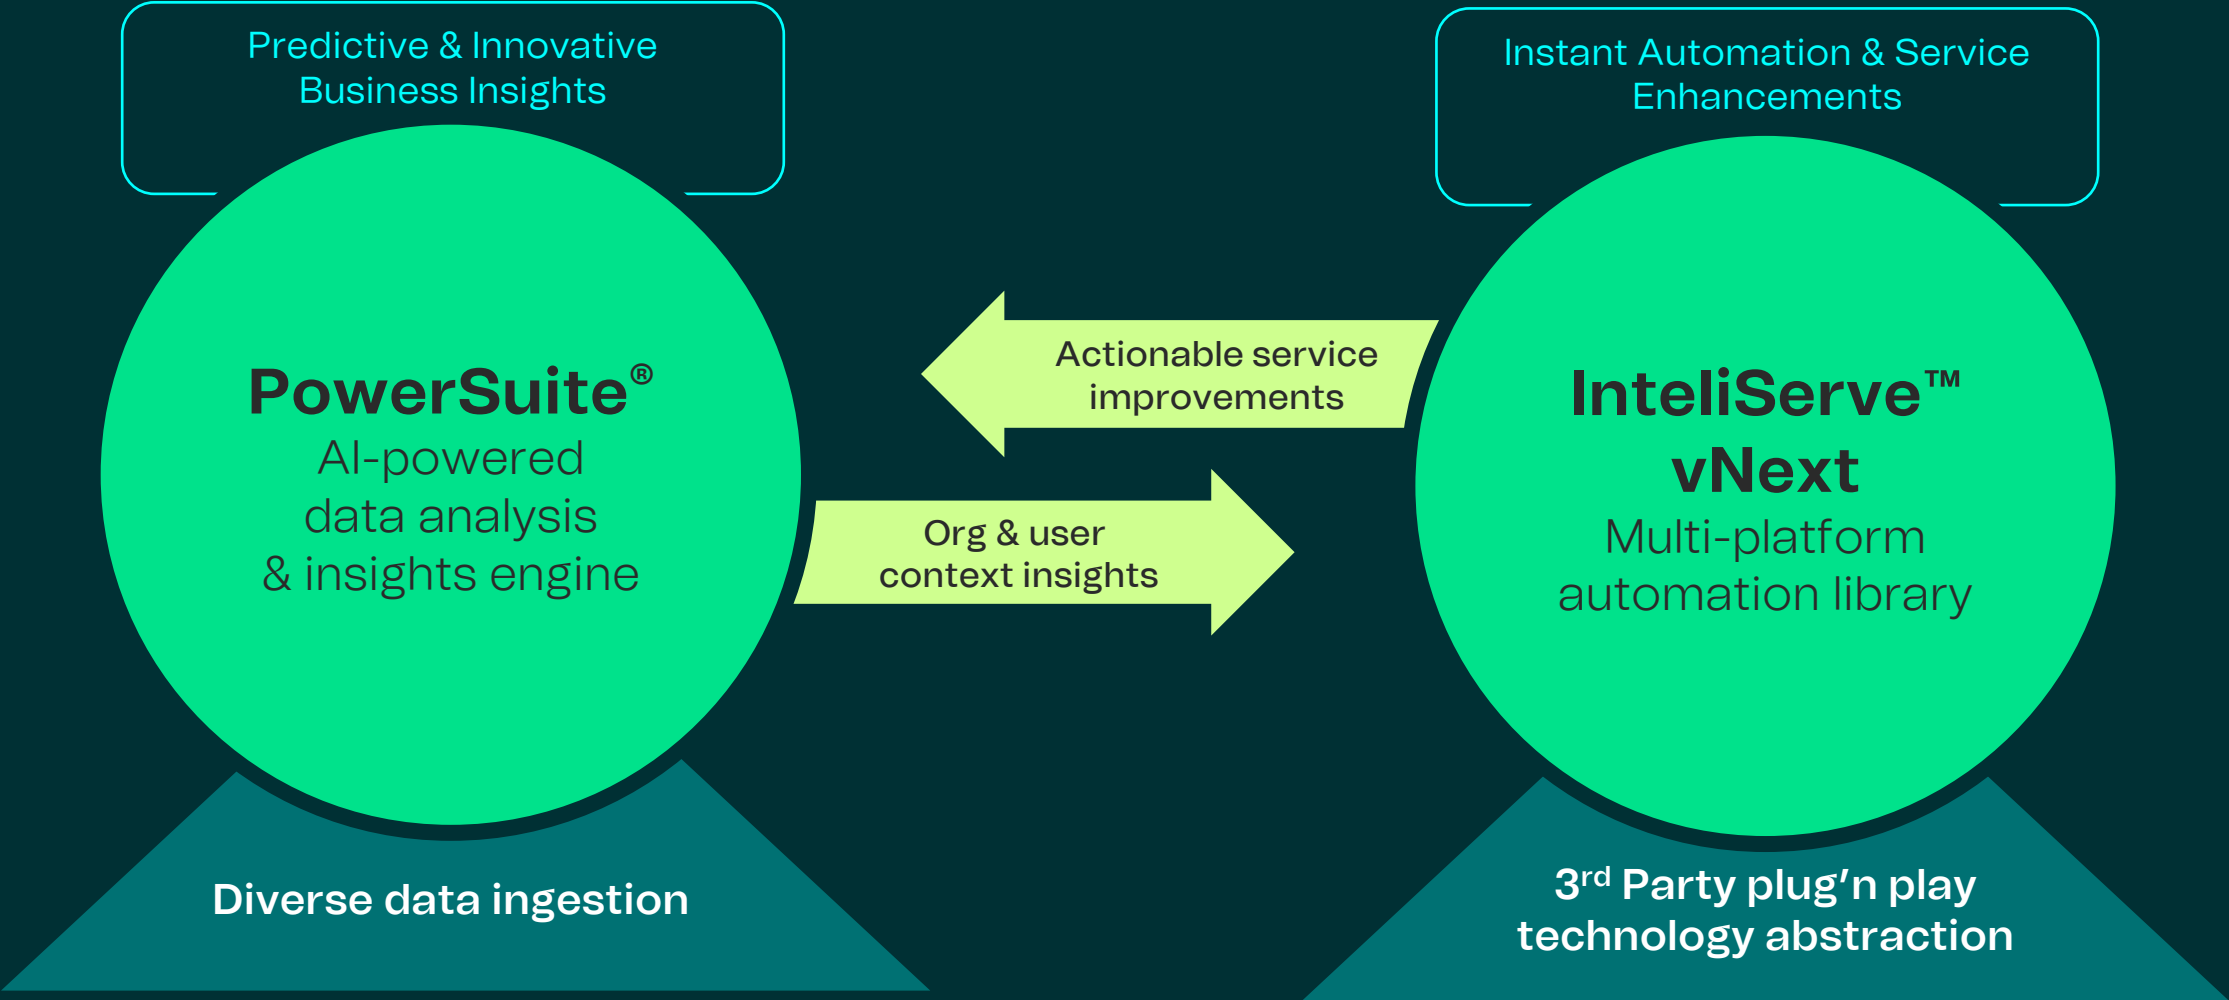 Predictive & Innovative
Business Insights
Instant Automation & Service
Enhancements
PowerSuite®
AI-powered
data analysis
& insights engine
Actionable service
improvements
Org & user
context insights
InteliServe™
vNext
Multi-platform
automation library
Diverse data ingestion
3rd Party plug’n play
technology abstraction